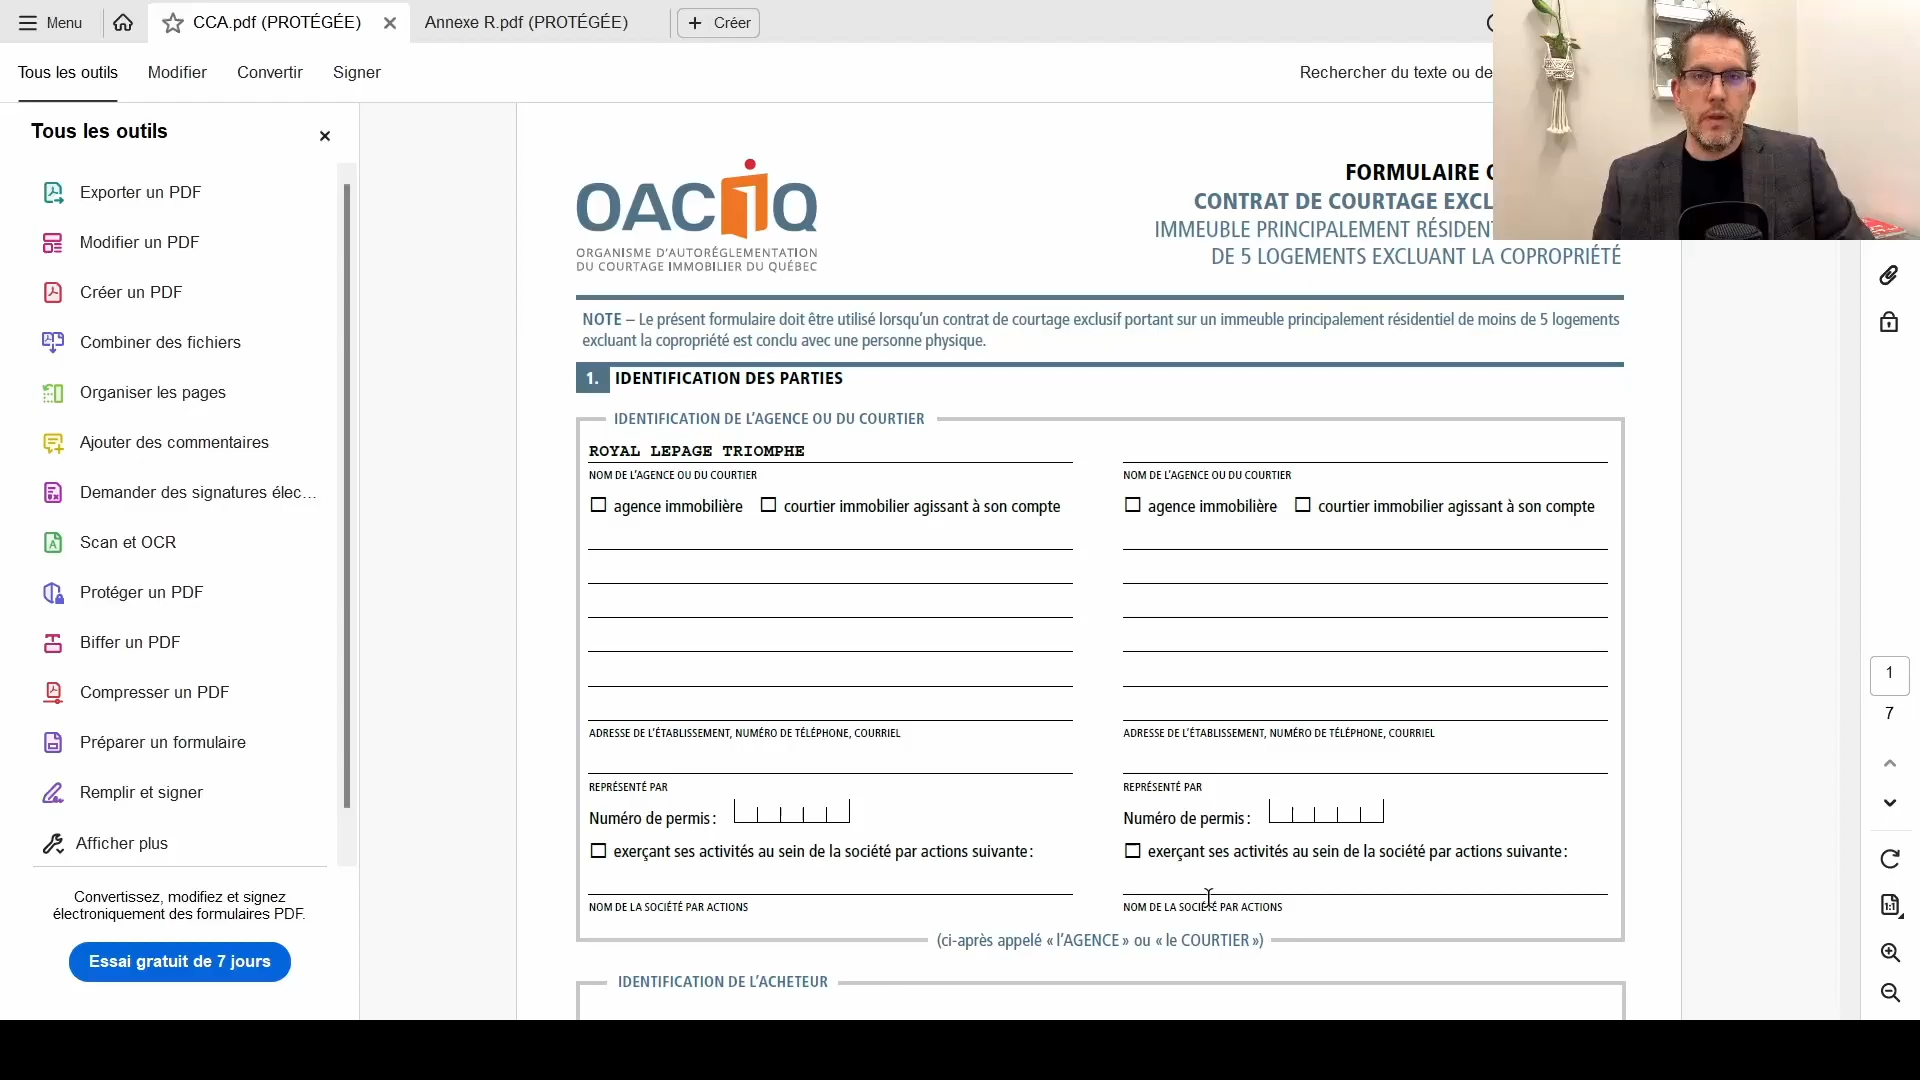 Menu
CCA.pdf (PROTÉGÉE)
Annexe R.pdf (PROTÉGÉE)
Créer
Tous les outils
Modifier
Convertir
Signer
Rechercher du texte ou de
Tous les outils
Exporter un PDF
Modifier un PDF
Créer un PDF
Combiner des fichiers
Organiser les pages
Ajouter des commentaires
Demander des signatures élec...
Scan et OCR
Protéger un PDF
Biffer un PDF
Compresser un PDF
Préparer un formulaire
Remplir et signer
Afficher plus
Convertissez, modifiez et signez
électroniquement des formulaires PDF.
Essai gratuit de 7 jours
OACIQ
ORGANISME D'AUTORÉGLEMENTATION
DU COURTAGE IMMOBILIER DU QUÉBEC
FORMULAIRE
CONTRAT DE COURTAGE EXCL
IMMEUBLE PRINCIPALEMENT RÉSIDENT
DE 5 LOGEMENTS EXCLUANT LA COPROPRIÉTÉ
NOTE – Le présent formulaire doit être utilisé lorsqu'un contrat de courtage exclusif portant sur un immeuble principalement résidentiel de moins de 5 logements
excluant la copropriété est conclu avec une personne physique.
1. IDENTIFICATION DES PARTIES
IDENTIFICATION DE L'AGENCE OU DU COURTIER
ROYAL LEPAGE TRIOMPHE
NOM DE L'AGENCE OU DU COURTIER
agence immobilière courtier immobilier agissant à son compte
ADRESSE DE L'ÉTABLISSEMENT, NUMÉRO DE TÉLÉPHONE, COURRIEL
REPRÉSENTÉ PAR
Numéro de permis :
exerçant ses activités au sein de la société par actions suivante :
NOM DE LA SOCIÉTÉ PAR ACTIONS
NOM DE L'AGENCE OU DU COURTIER
agence immobilière courtier immobilier agissant à son compte
ADRESSE DE L'ÉTABLISSEMENT, NUMÉRO DE TÉLÉPHONE, COURRIEL
REPRÉSENTÉ PAR
Numéro de permis :
exerçant ses activités au sein de la société par actions suivante :
NOM DE LA SOCIÉTÉ PAR ACTIONS
(ci-après appelé « l'AGENCE » ou « le COURTIER »)
IDENTIFICATION DE L'ACHETEUR
1
7
1:1